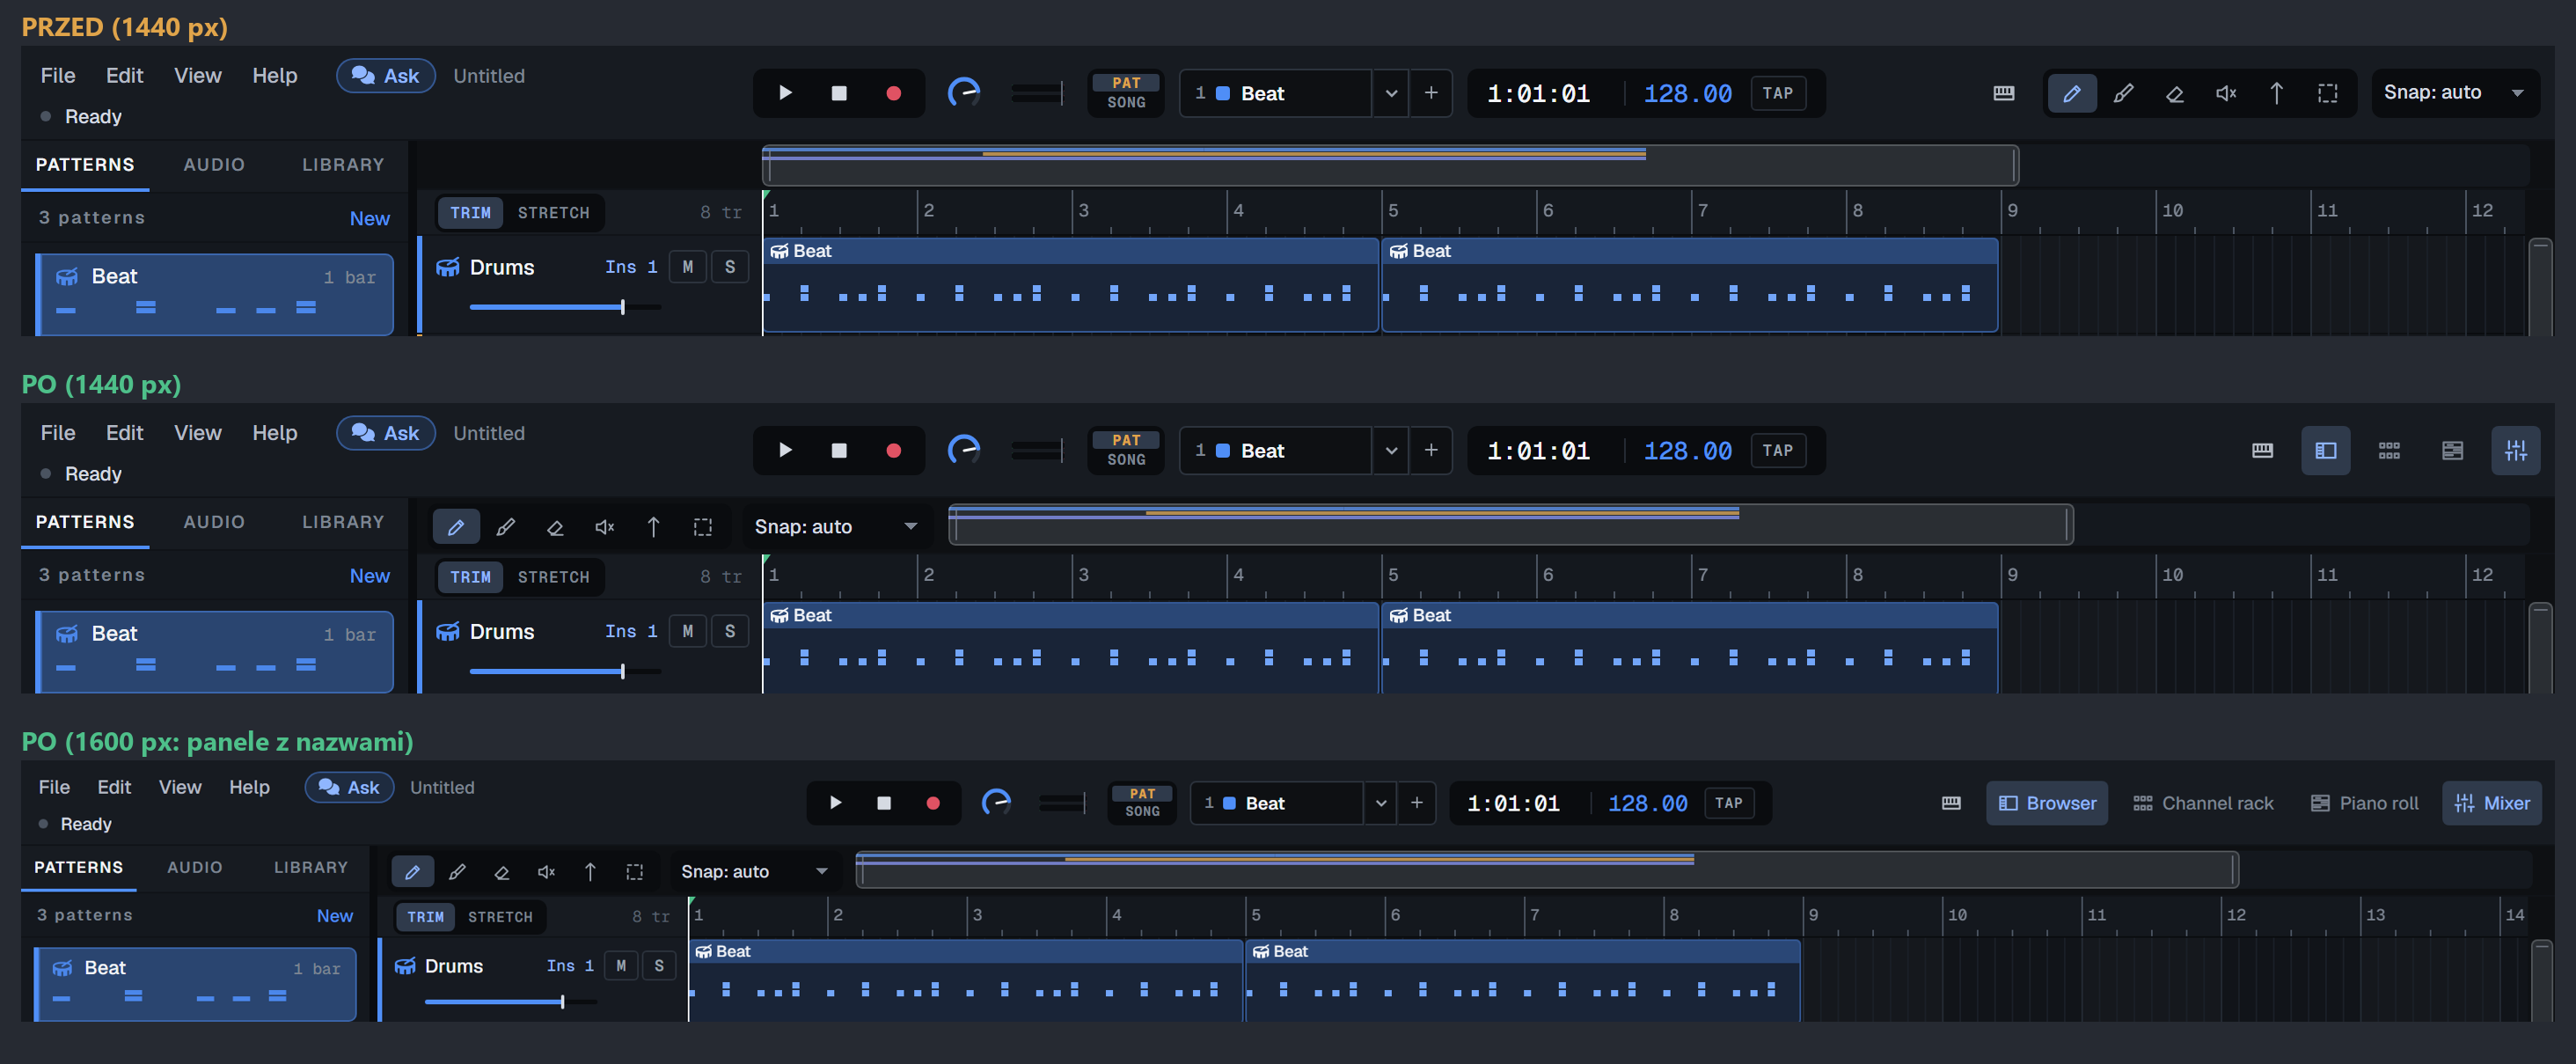 PRZED (1440 px)
File Edit View Help Ask Untitled
Ready
PAT
SONG
1 Beat
1:01:01 128.00 TAP
Snap: auto
PATTERNS AUDIO LIBRARY
3 patterns New
Beat 1 bar
TRIM STRETCH 8 tr
1 2 3 4 5 6 7 8 9 10 11 12
Drums Ins 1 M S
Beat Beat
PO (1440 px)
File Edit View Help Ask Untitled
Ready
PAT
SONG
1 Beat
1:01:01 128.00 TAP
PATTERNS AUDIO LIBRARY
Snap: auto
3 patterns New
Beat 1 bar
TRIM STRETCH 8 tr
1 2 3 4 5 6 7 8 9 10 11 12
Drums Ins 1 M S
Beat Beat
PO (1600 px: panele z nazwami)
File Edit View Help Ask Untitled
Ready
PAT
SONG
1 Beat
1:01:01 128.00 TAP
Browser Channel rack Piano roll Mixer
PATTERNS AUDIO LIBRARY
Snap: auto
3 patterns New
Beat 1 bar
TRIM STRETCH 8 tr
1 2 3 4 5 6 7 8 9 10 11 12 13 14
Drums Ins 1 M S
Beat Beat